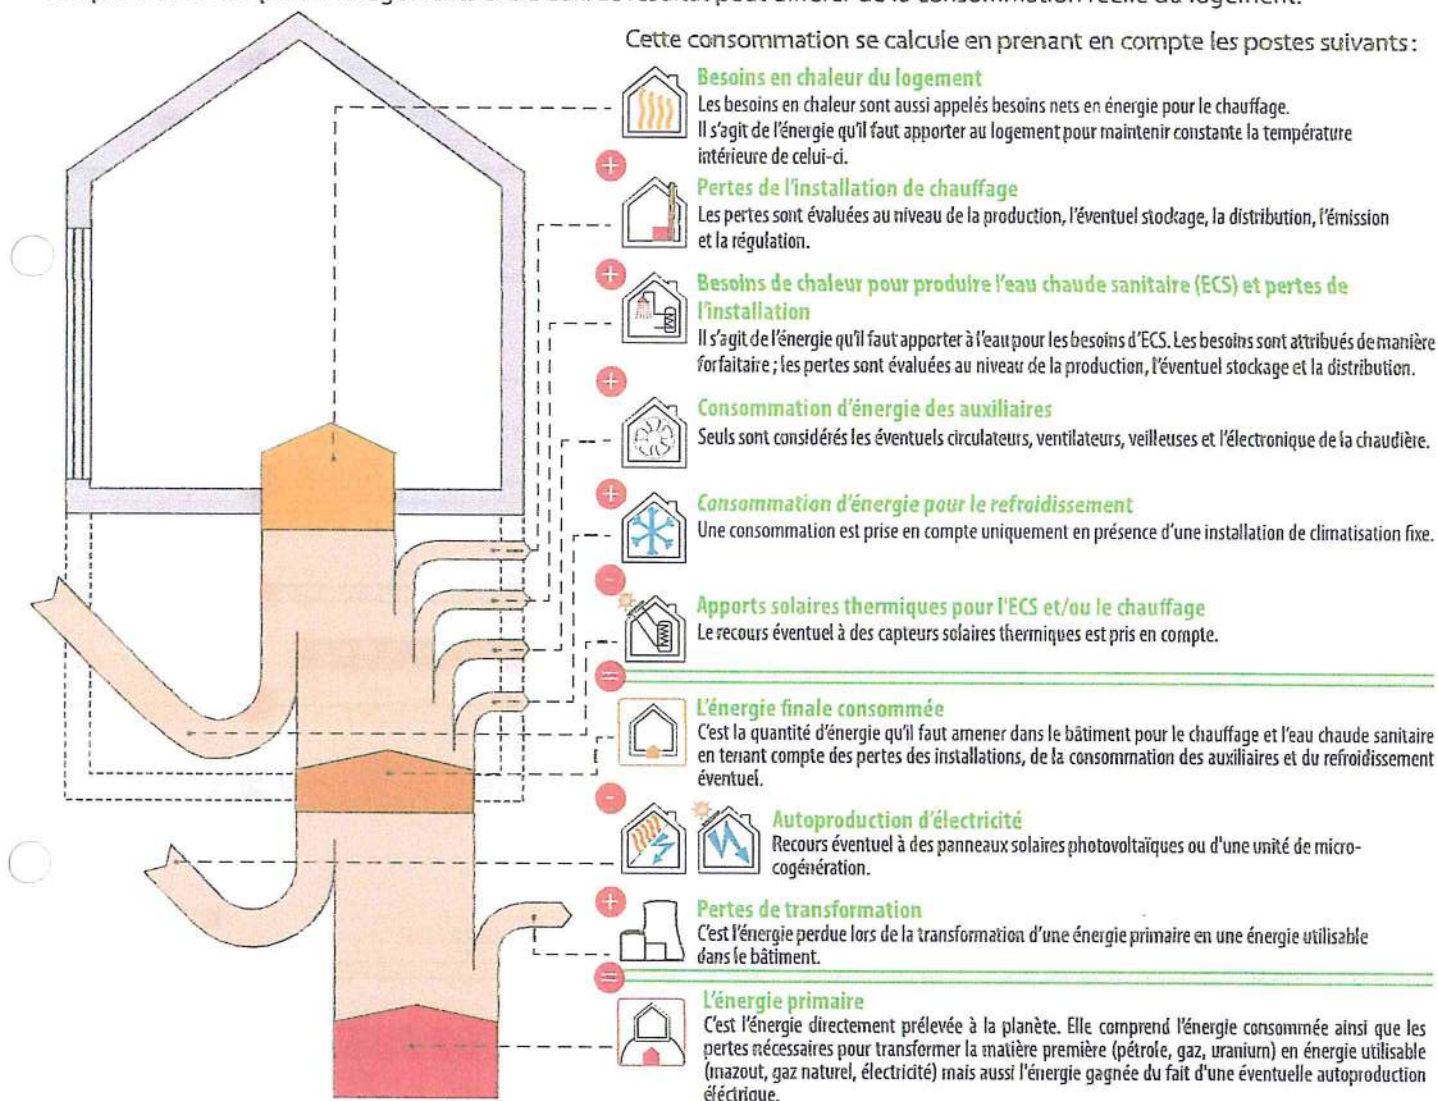 Cette consommation se calcule en prenant en compte les postes suivants :
Besoins en chaleur du logement
Les besoins en chaleur sont aussi appelés besoins nets en énergie pour le chauffage.
Il s'agit de l'énergie qu'il faut apporter au logement pour maintenir constante la température
intérieure de celui-ci.
+
Pertes de l'installation de chauffage
Les pertes sont évaluées au niveau de la production, l'éventuel stockage, la distribution, l'émission
et la régulation.
+
Besoins de chaleur pour produire l'eau chaude sanitaire (ECS) et pertes de
l'installation
Il s'agit de l'énergie qu'il faut apporter à l'eau pour les besoins d'ECS. Les besoins sont attribués de manière
forfaitaire ; les pertes sont évaluées au niveau de la production, l'éventuel stockage et la distribution.
+
Consommation d'énergie des auxiliaires
Seuls sont considérés les éventuels circulateurs, ventilateurs, veilleuses et l'électronique de la chaudière.
+
Consommation d'énergie pour le refroidissement
Une consommation est prise en compte uniquement en présence d'une installation de climatisation fixe.
-
Apports solaires thermiques pour l'ECS et/ou le chauffage
Le recours éventuel à des capteurs solaires thermiques est pris en compte.
=
L'énergie finale consommée
C'est la quantité d'énergie qu'il faut amener dans le bâtiment pour le chauffage et l'eau chaude sanitaire
en tenant compte des pertes des installations, de la consommation des auxiliaires et du refroidissement
éventuel.
-
Autoproduction d'électricité
Recours éventuel à des panneaux solaires photovoltaïques ou d'une unité de micro-
cogénération.
+
Pertes de transformation
C'est l'énergie perdue lors de la transformation d'une énergie primaire en une énergie utilisable
dans le bâtiment.
=
L'énergie primaire
C'est l'énergie directement prélevée à la planète. Elle comprend l'énergie consommée ainsi que les
pertes nécessaires pour transformer la matière première (pétrole, gaz, uranium) en énergie utilisable
(mazout, gaz naturel, électricité) mais aussi l'énergie gagnée du fait d'une éventuelle autoproduction
éléctrique.